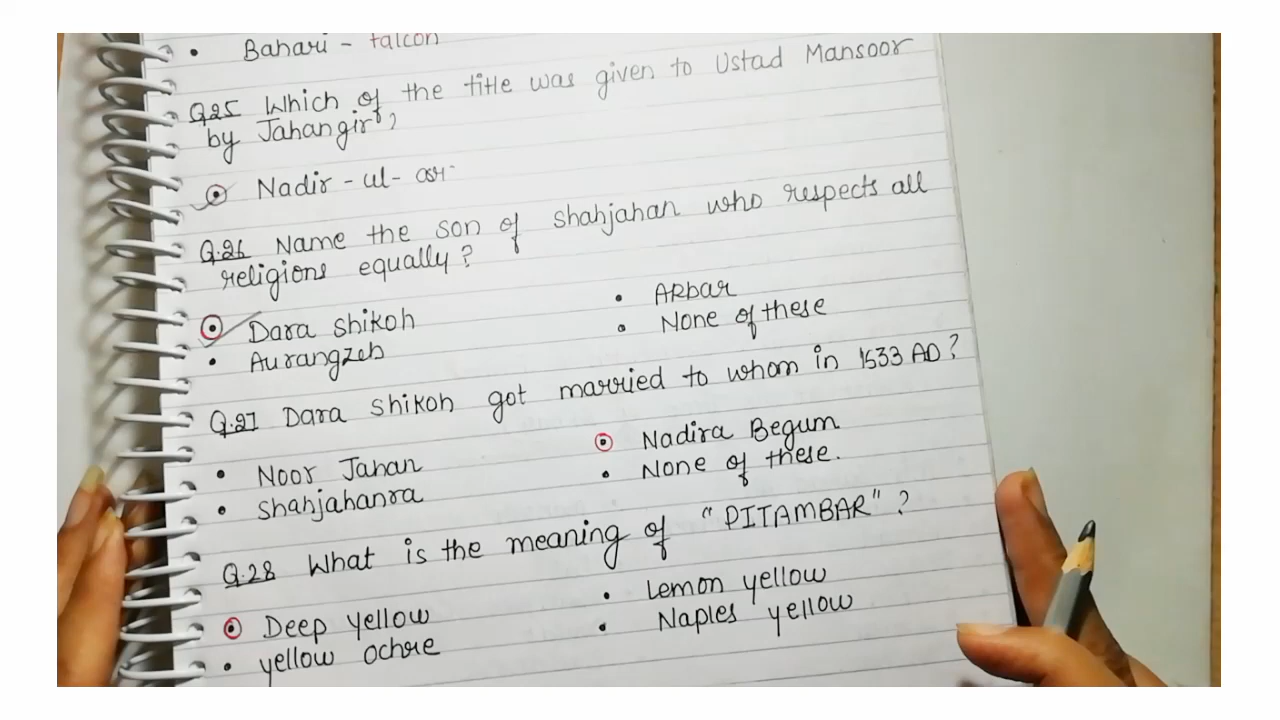 • Bahari - falcon
Q25 Which of the title was given to Ustad Mansoor
by Jahangir?
• Nadir - ul - asr
Q.26 Name the son of Shahjahan who respects all
religions equally?
• Dara Shikoh • Akbar
• Aurangzeb • None of these
Q.27 Dara Shikoh got married to whom in 1533 AD?
• Noor Jahan • Nadira Begum
• Shahjahanra • None of these.
Q.28 What is the meaning of "PITAMBAR"?
• Deep yellow • Lemon yellow
• yellow ochre • Naples yellow